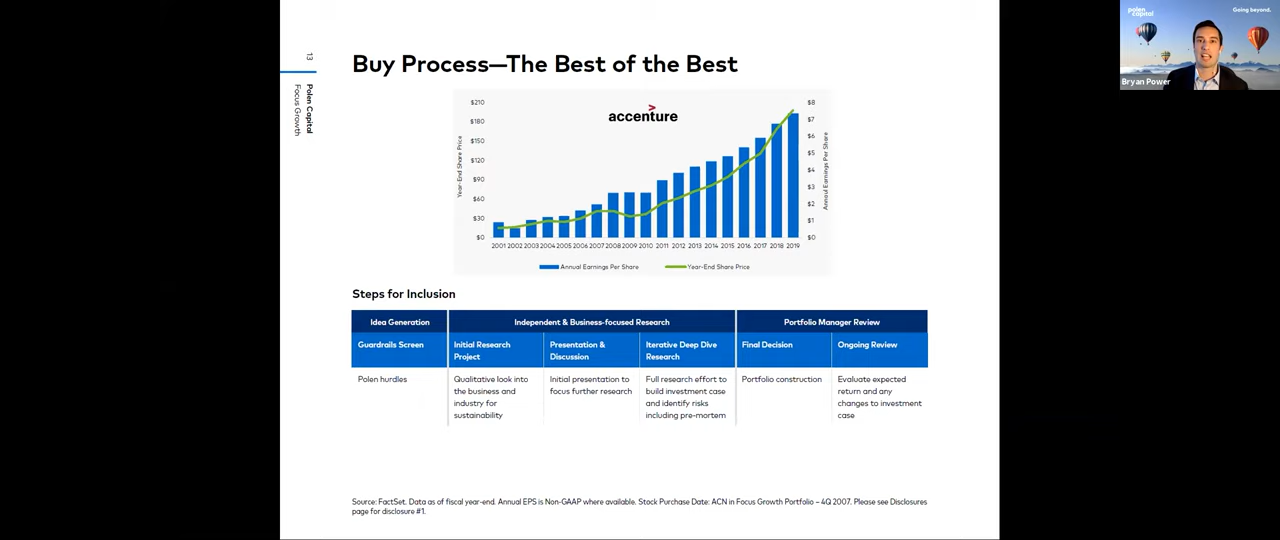 13
Polen Capital
Focus Growth
Buy Process—The Best of the Best
polen
capital
Going beyond.
Bryan Power
accenture
Year-End Share Price
$210
$180
$150
$120
$90
$60
$30
$0
$8
$7
$6
$5
$4
$3
$2
$1
$0
Annual Earnings Per Share
2001 2002 2003 2004 2005 2006 2007 2008 2009 2010 2011 2012 2013 2014 2015 2016 2017 2018 2019
Annual Earnings Per Share Year-End Share Price
Steps for Inclusion
Idea Generation
Independent & Business-focused Research
Portfolio Manager Review
Guardrails Screen
Initial Research
Project
Presentation &
Discussion
Iterative Deep Dive
Research
Final Decision
Ongoing Review
Polen hurdles
Qualitative look into
the business and
industry for
sustainability
Initial presentation to
focus further research
Full research effort to
build investment case
and identify risks
including pre-mortem
Portfolio construction
Evaluate expected
return and any
changes to investment
case
Source: FactSet. Data as of fiscal year-end. Annual EPS is Non-GAAP where available. Stock Purchase Date: ACN in Focus Growth Portfolio – 4Q 2007. Please see Disclosures
page for disclosure #1.